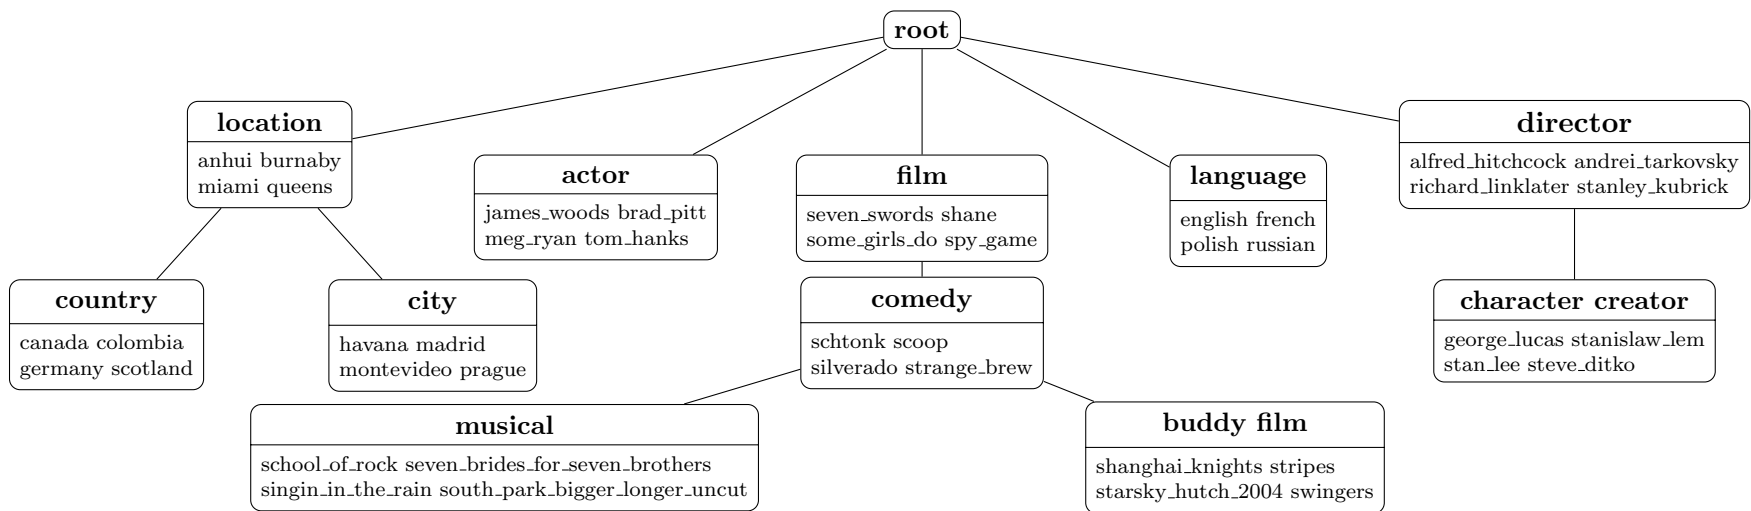 root
location
anhui burnaby
miami queens
actor
james_woods brad_pitt
meg_ryan tom_hanks
film
seven_swords shane
some_girls_do spy_game
language
english french
polish russian
director
alfred_hitchcock andrei_tarkovsky
richard_linklater stanley_kubrick
country
canada colombia
germany scotland
city
havana madrid
montevideo prague
comedy
schtonk scoop
silverado strange_brew
character creator
george_lucas stanislaw_lem
stan_lee steve_ditko
musical
school_of_rock seven_brides_for_seven_brothers
singin_in_the_rain south_park_bigger_longer_uncut
buddy film
shanghai_knights stripes
starsky_hutch_2004 swingers